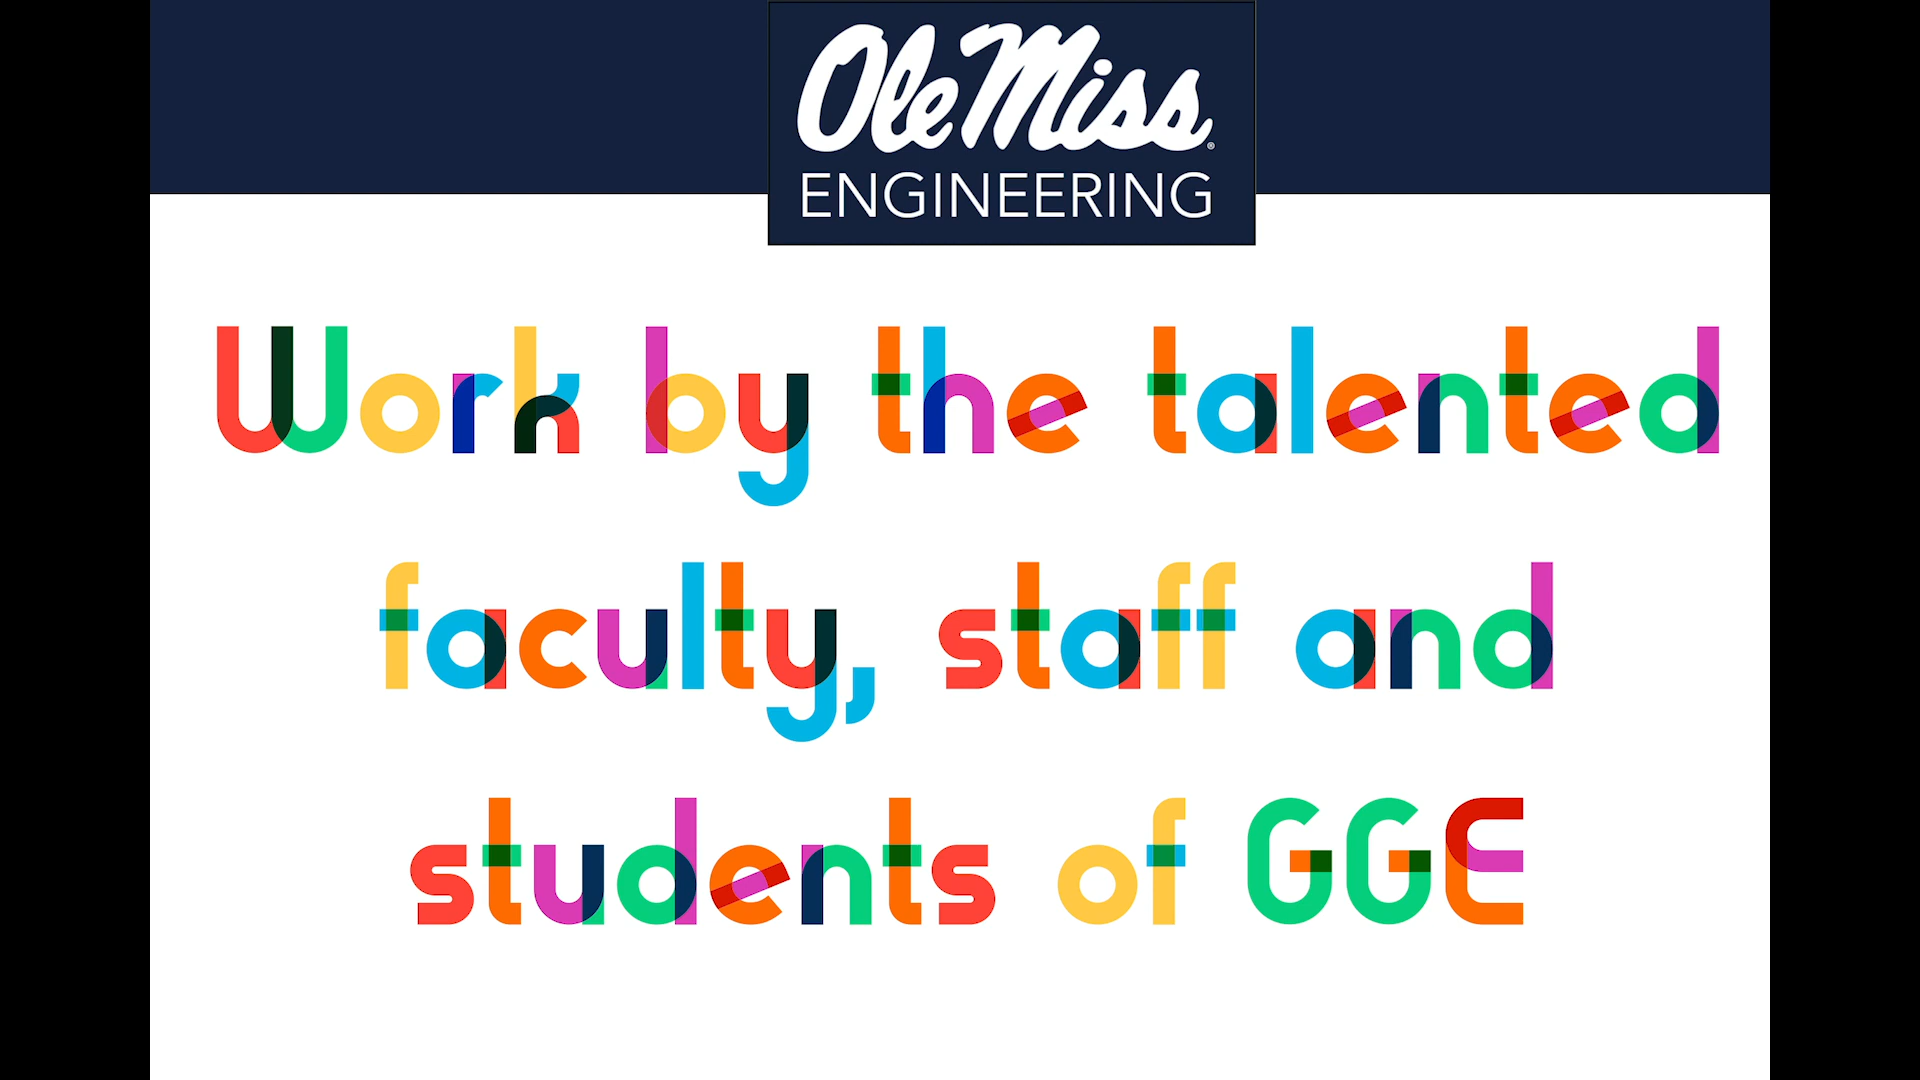 Ole Miss®
ENGINEERING
Work by the talented
faculty, staff and
students of GGE